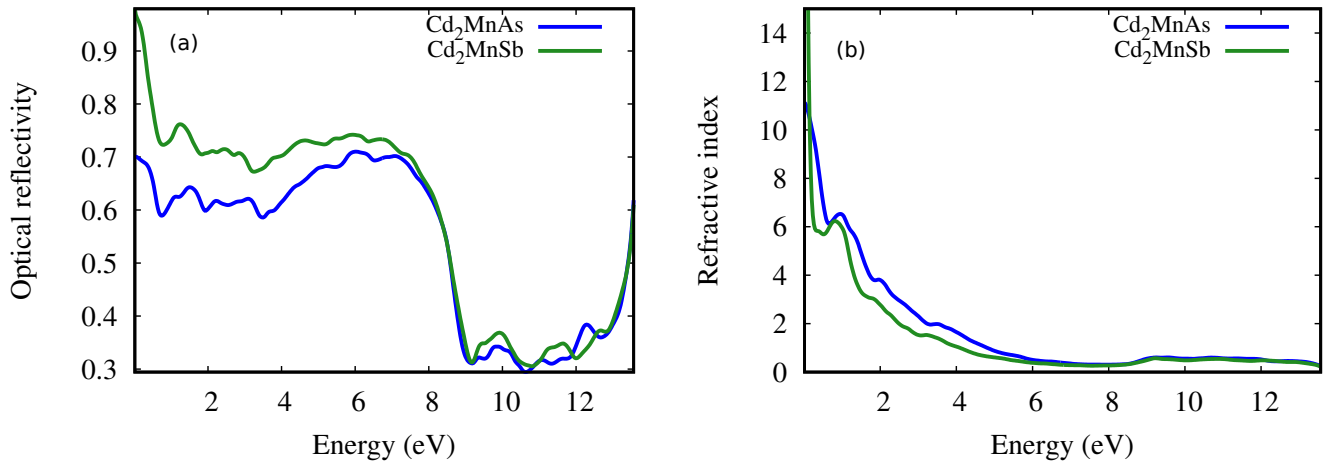 (a)
Cd2MnAs
Cd2MnSb
Optical reflectivity
0.9
0.8
0.7
0.6
0.5
0.4
0.3
2 4 6 8 10 12
Energy (eV)
(b)
Cd2MnAs
Cd2MnSb
Refractive index
14
12
10
8
6
4
2
0
2 4 6 8 10 12
Energy (eV)